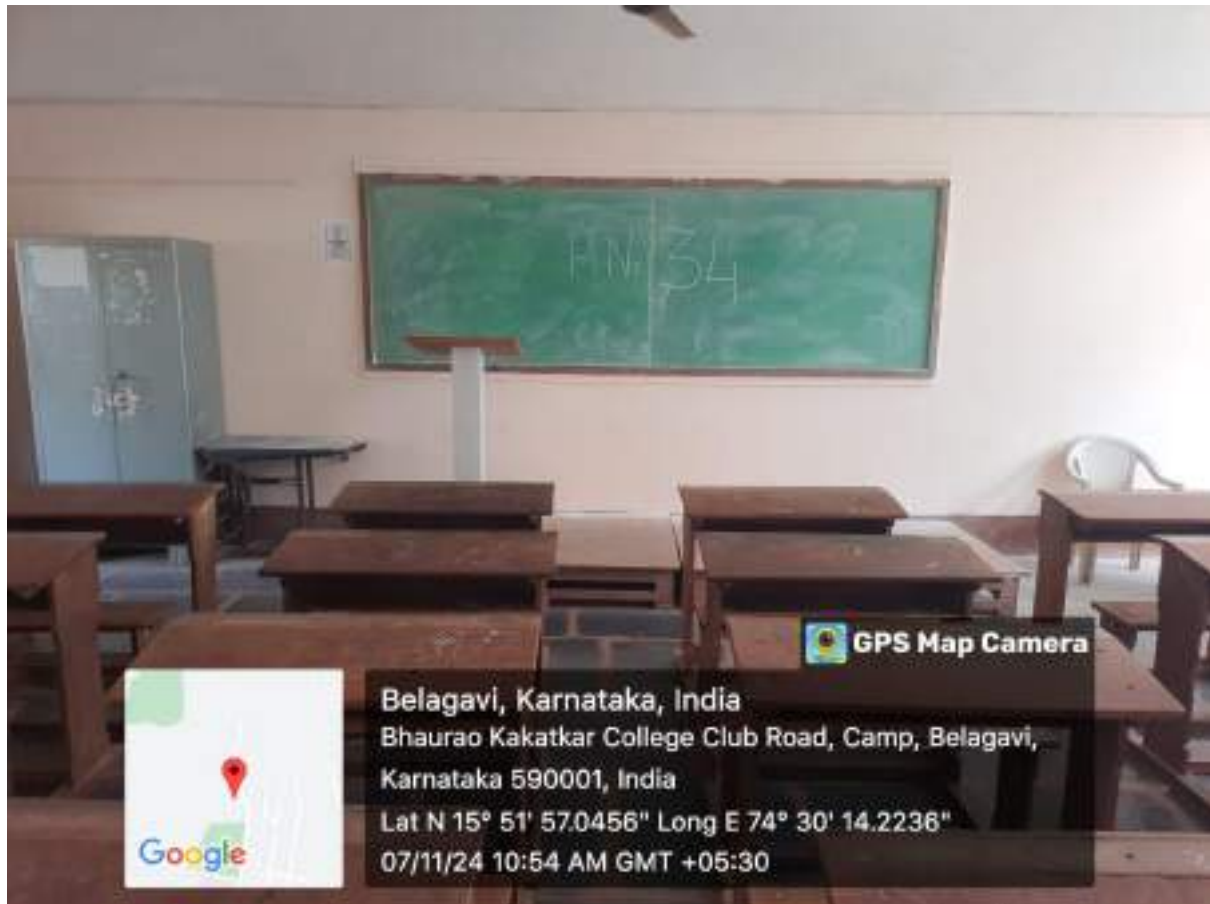 R.N. 34
GPS Map Camera
Belagavi, Karnataka, India
Bhaurao Kakatkar College Club Road, Camp, Belagavi,
Karnataka 590001, India
Lat N 15° 51' 57.0456" Long E 74° 30' 14.2236"
07/11/24 10:54 AM GMT +05:30
Google